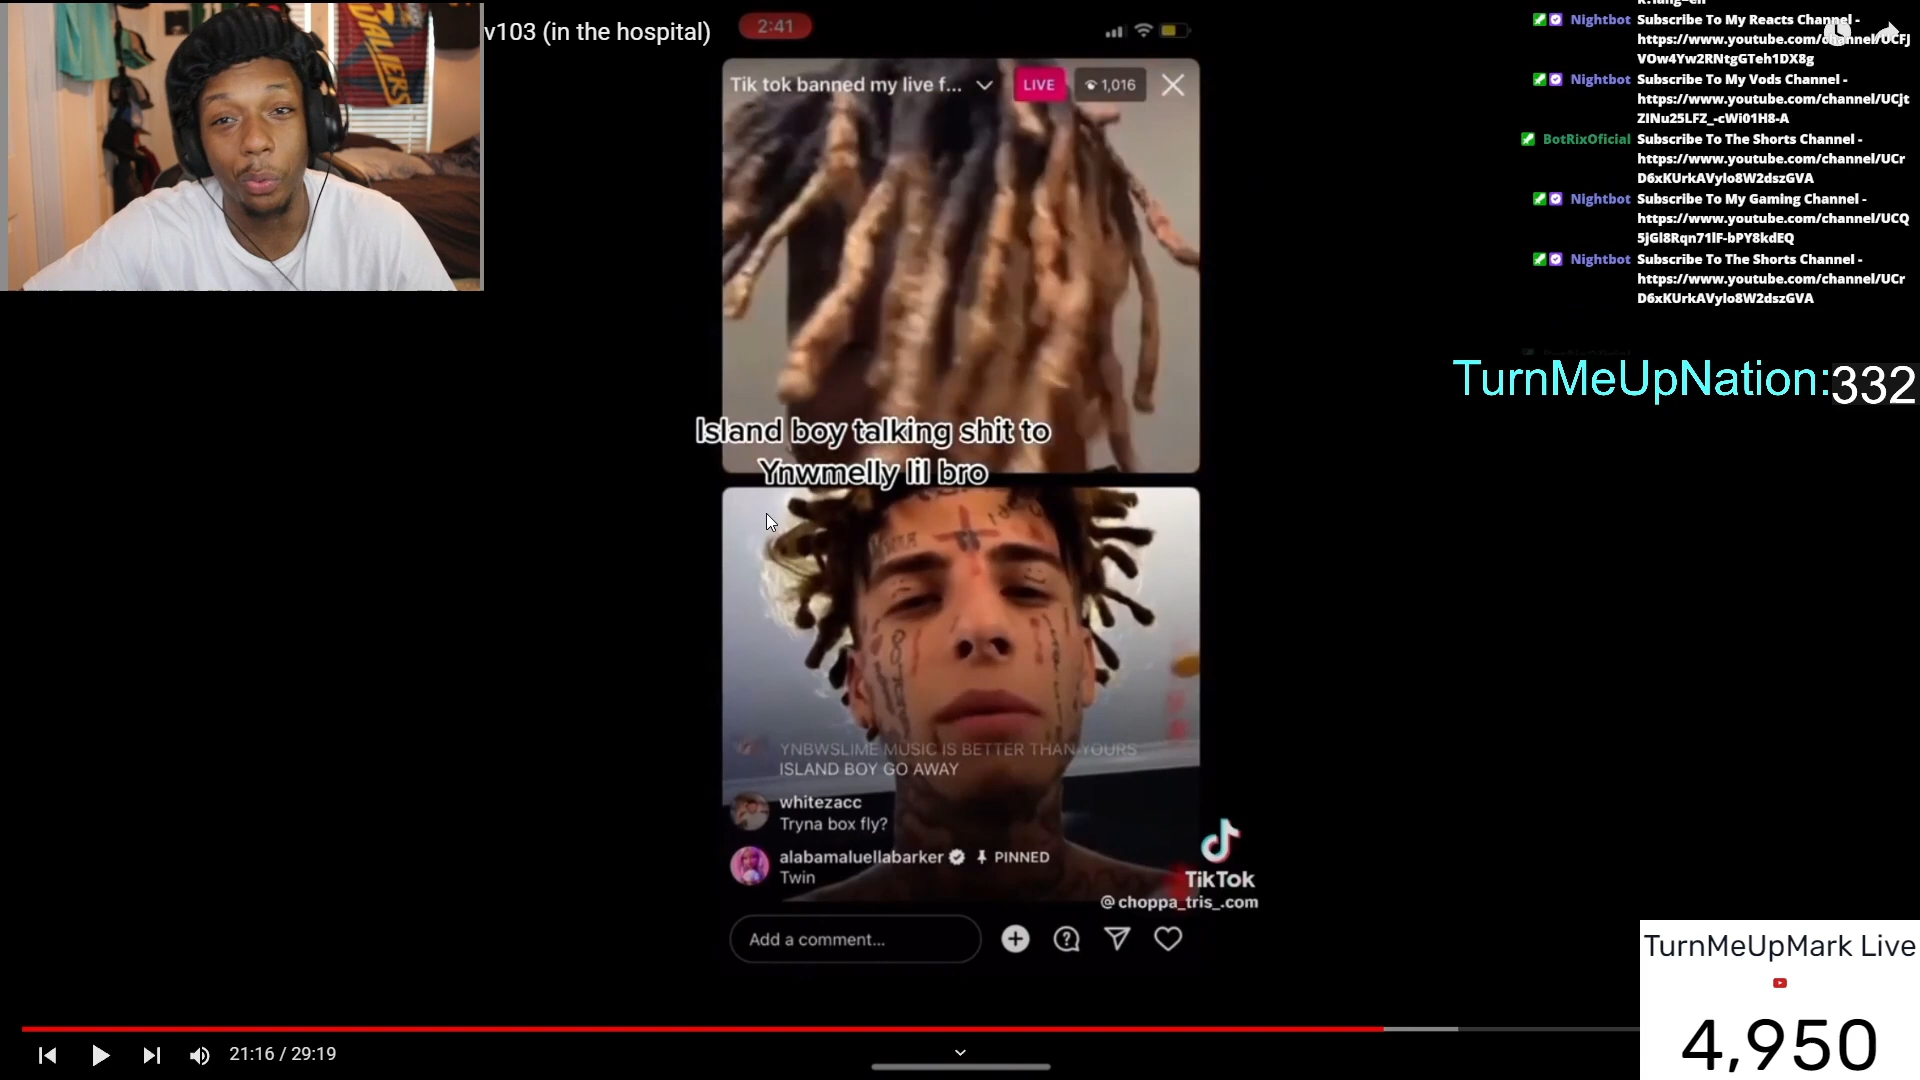 v103 (in the hospital)
2:41
Tik tok banned my live f...
LIVE
1,016
Island boy talking shit to
Ynwmelly lil bro
YNBWSLIME MUSIC IS BETTER THAN YOURS
ISLAND BOY GO AWAY
whitezacc
Tryna box fly?
alabamaluellabarker PINNED
Twin
TikTok
@choppa_tris_.com
Add a comment...
21:16 / 29:19
Nightbot Subscribe To My Reacts Channel -
https://www.youtube.com/channel/UCFJ
VOw4Yw2RNtgGTeh1DX8g
Nightbot Subscribe To My Vods Channel -
https://www.youtube.com/channel/UCjt
ZINu25LFZ_-cWi01H8-A
BotRixOficial Subscribe To The Shorts Channel -
https://www.youtube.com/channel/UCr
D6xKUrkAVylo8W2dszGVA
Nightbot Subscribe To My Gaming Channel -
https://www.youtube.com/channel/UCQ
5jGl8Rqn71lF-bPY8kdEQ
Nightbot Subscribe To The Shorts Channel -
https://www.youtube.com/channel/UCr
D6xKUrkAVylo8W2dszGVA
TurnMeUpNation:332
TurnMeUpMark Live
4,950